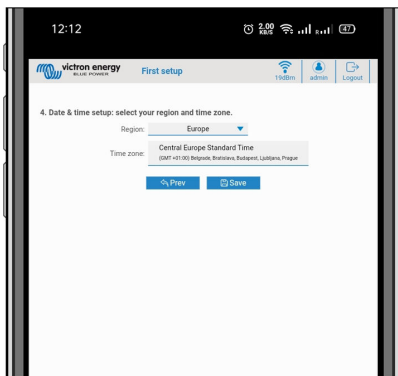 12:12
2.00 KB/S
R
47
victron energy
BLUE POWER
First setup
19dBm
admin
Logout
4. Date & time setup: select your region and time zone.
Region: Europe
Time zone: Central Europe Standard Time
(GMT +01:00) Belgrade, Bratislava, Budapest, Ljubljana, Prague
Prev
Save